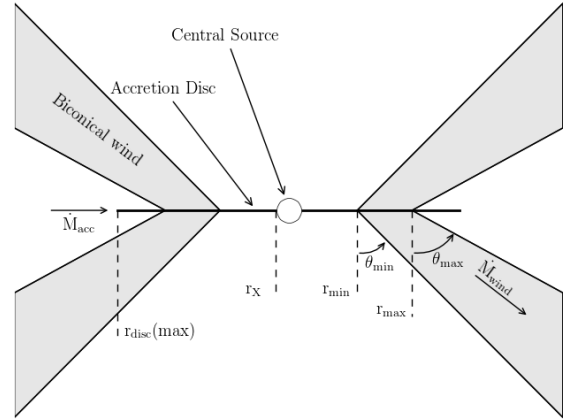 Central Source
Accretion Disc
Biconical wind
Ṁacc
θmin
θmax
Ṁwind
rX
rmin
rmax
rdisc(max)